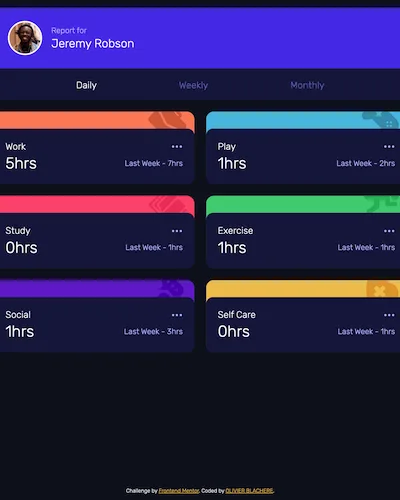 Report for
Jeremy Robson
Daily
Weekly
Monthly
Work
5hrs
Last Week - 7hrs
Play
1hrs
Last Week - 2hrs
Study
0hrs
Last Week - 1hrs
Exercise
1hrs
Last Week - 1hrs
Social
1hrs
Last Week - 3hrs
Self Care
0hrs
Last Week - 1hrs
Challenge by Frontend Mentor. Coded by OLIVIER BLACHERE.